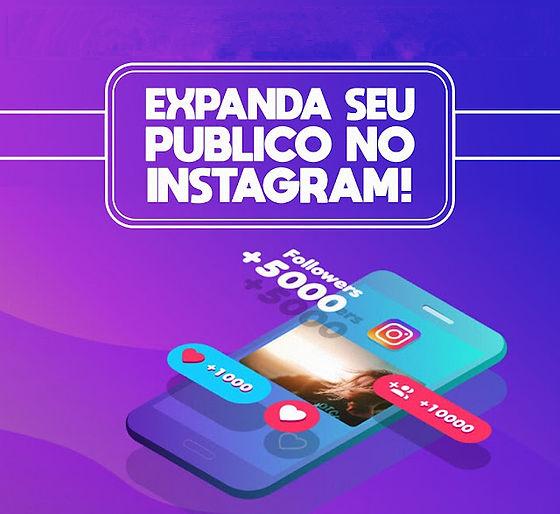 EXPANDA SEU
PUBLICO NO
INSTAGRAM!
Followers
+5000
+1000
+10000